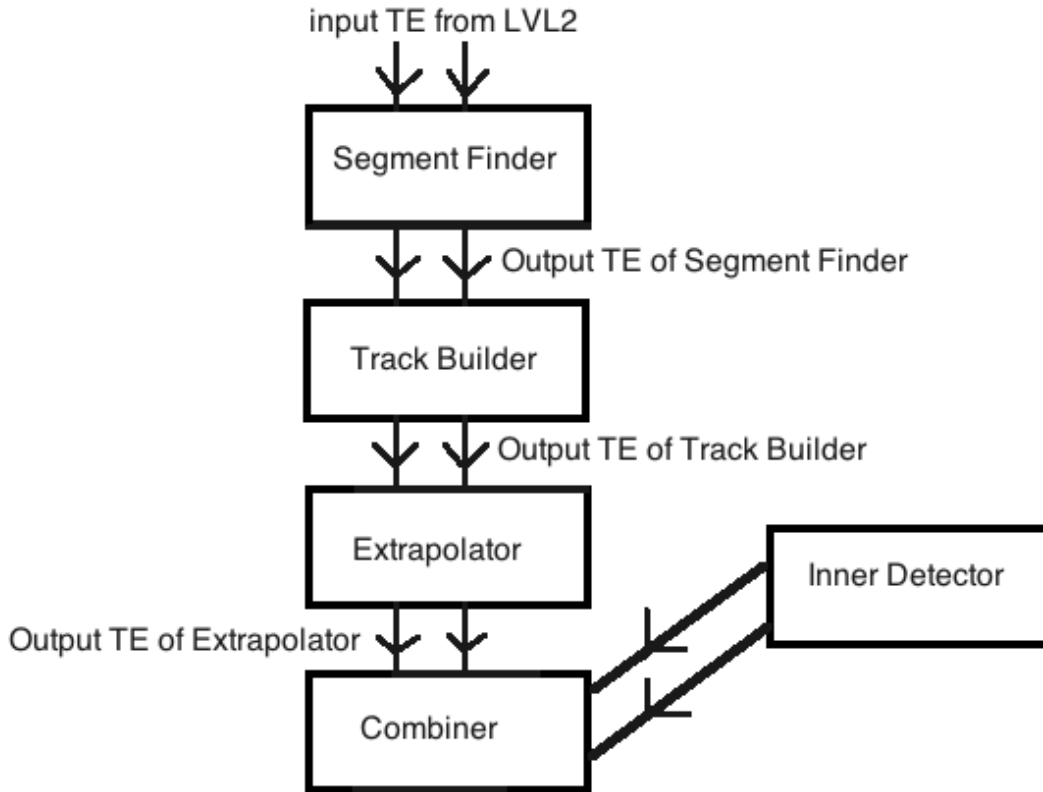 input TE from LVL2
Segment Finder
Output TE of Segment Finder
Track Builder
Output TE of Track Builder
Extrapolator
Inner Detector
Output TE of Extrapolator
Combiner